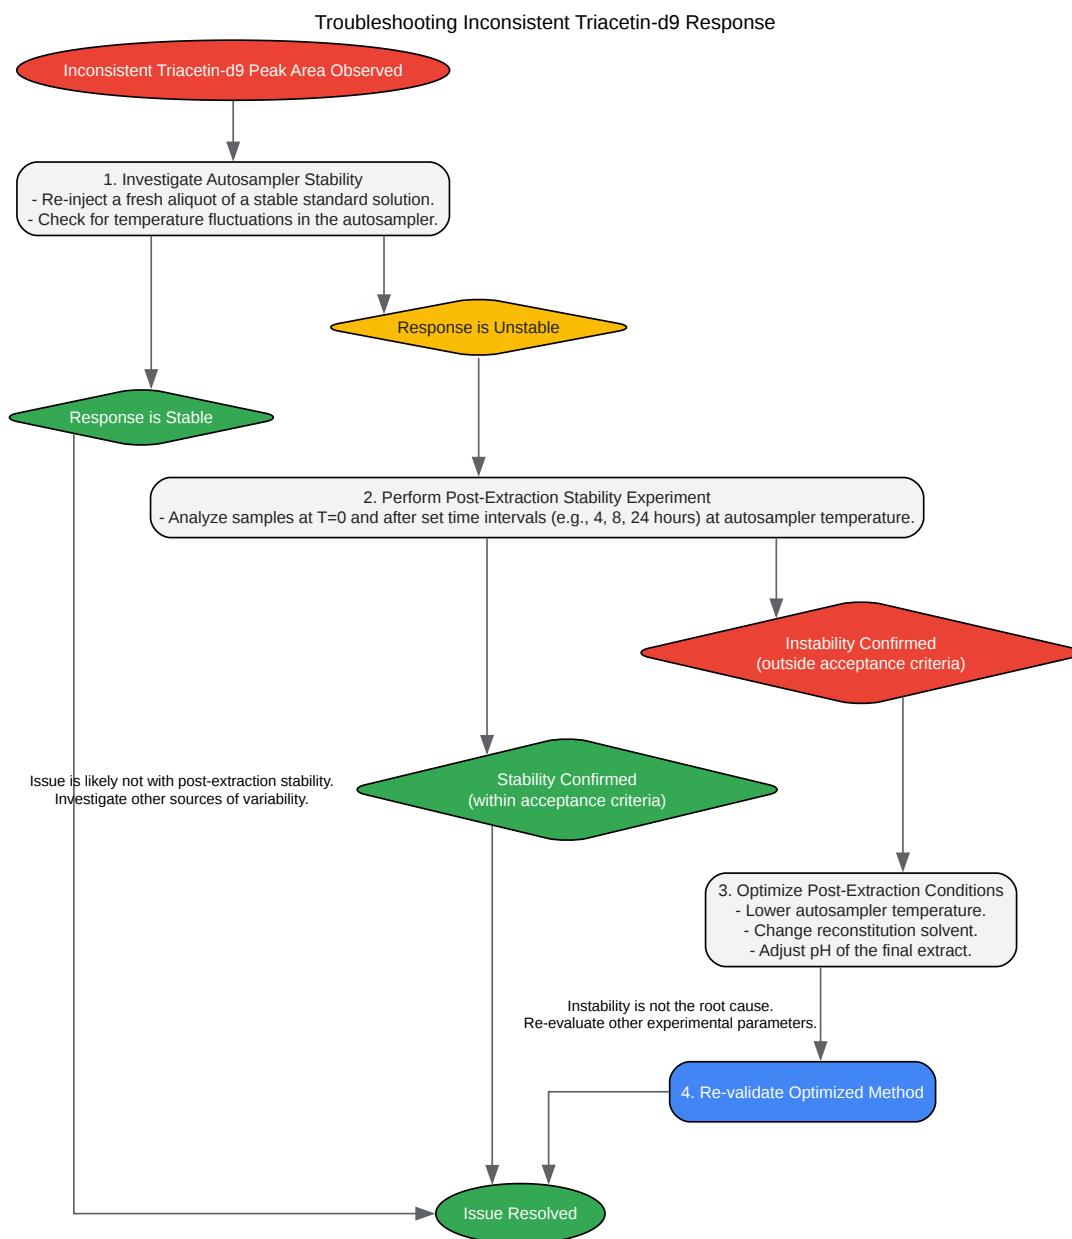 Troubleshooting Inconsistent Triacetin-d9 Response
Inconsistent Triacetin-d9 Peak Area Observed
1. Investigate Autosampler Stability
- Re-inject a fresh aliquot of a stable standard solution.
- Check for temperature fluctuations in the autosampler.
Response is Unstable
Response is Stable
2. Perform Post-Extraction Stability Experiment
- Analyze samples at T=0 and after set time intervals (e.g., 4, 8, 24 hours) at autosampler temperature.
Instability Confirmed
(outside acceptance criteria)
Issue is likely not with post-extraction stability.
Investigate other sources of variability.
Stability Confirmed
(within acceptance criteria)
3. Optimize Post-Extraction Conditions
- Lower autosampler temperature.
- Change reconstitution solvent.
- Adjust pH of the final extract.
Instability is not the root cause.
Re-evaluate other experimental parameters.
4. Re-validate Optimized Method
Issue Resolved